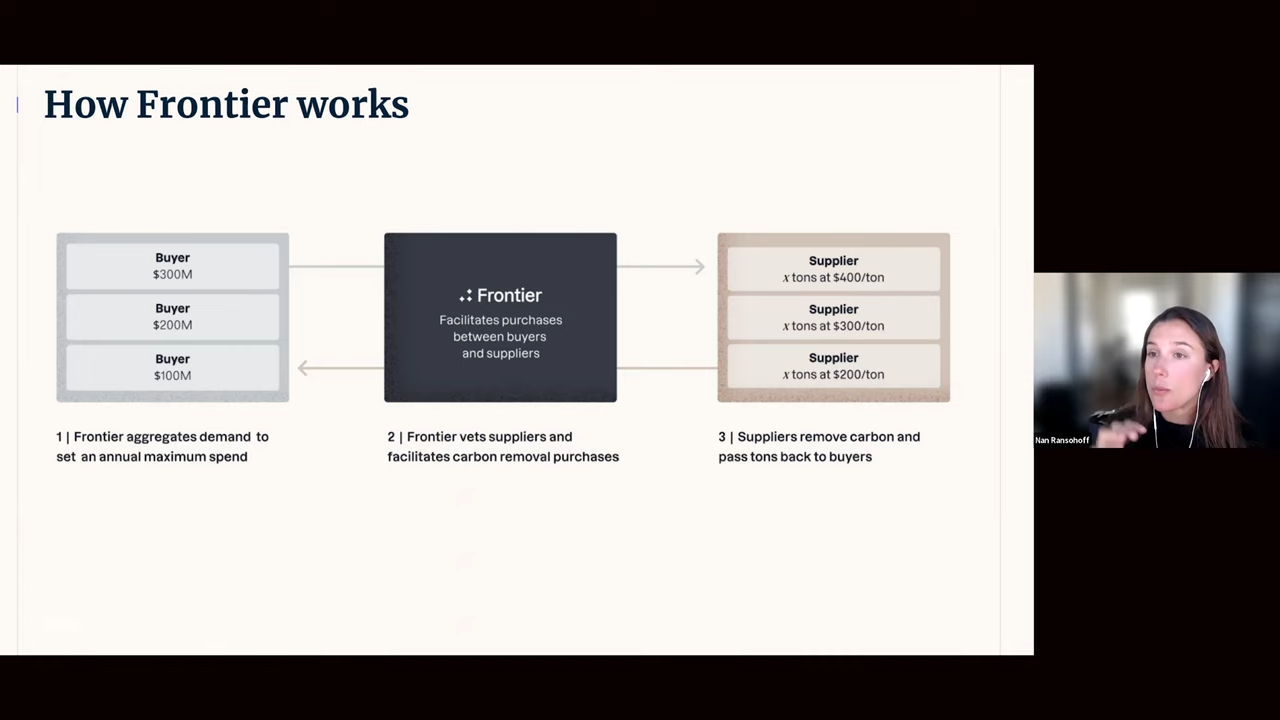 How Frontier works
Buyer
$300M
Buyer
$200M
Buyer
$100M
Frontier
Facilitates purchases
between buyers
and suppliers
Supplier
x tons at $400/ton
Supplier
x tons at $300/ton
Supplier
x tons at $200/ton
1 | Frontier aggregates demand to
set an annual maximum spend
2 | Frontier vets suppliers and
facilitates carbon removal purchases
3 | Suppliers remove carbon and
pass tons back to buyers
Nan Ransohoff